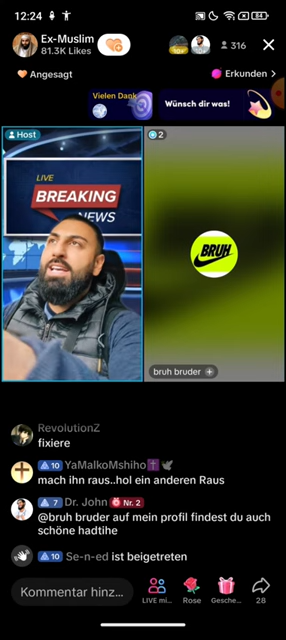 12:24
84
Ex-Muslim
81.3K Likes
316
Angesagt
Erkunden >
Vielen Dank
Wünsch dir was!
Host
2
LIVE
BREAKING
NEWS
BRUH
bruh bruder +
RevolutionZ
fixiere
10 YaMalkoMshiho
mach ihn raus..hol ein anderen Raus
7 Dr. John Nr. 2
@bruh bruder auf mein profil findest du auch
schöne hadtihe
10 Se-n-ed ist beigetreten
Kommentar hinz...
LIVE mi...
Rose
Gesche...
28